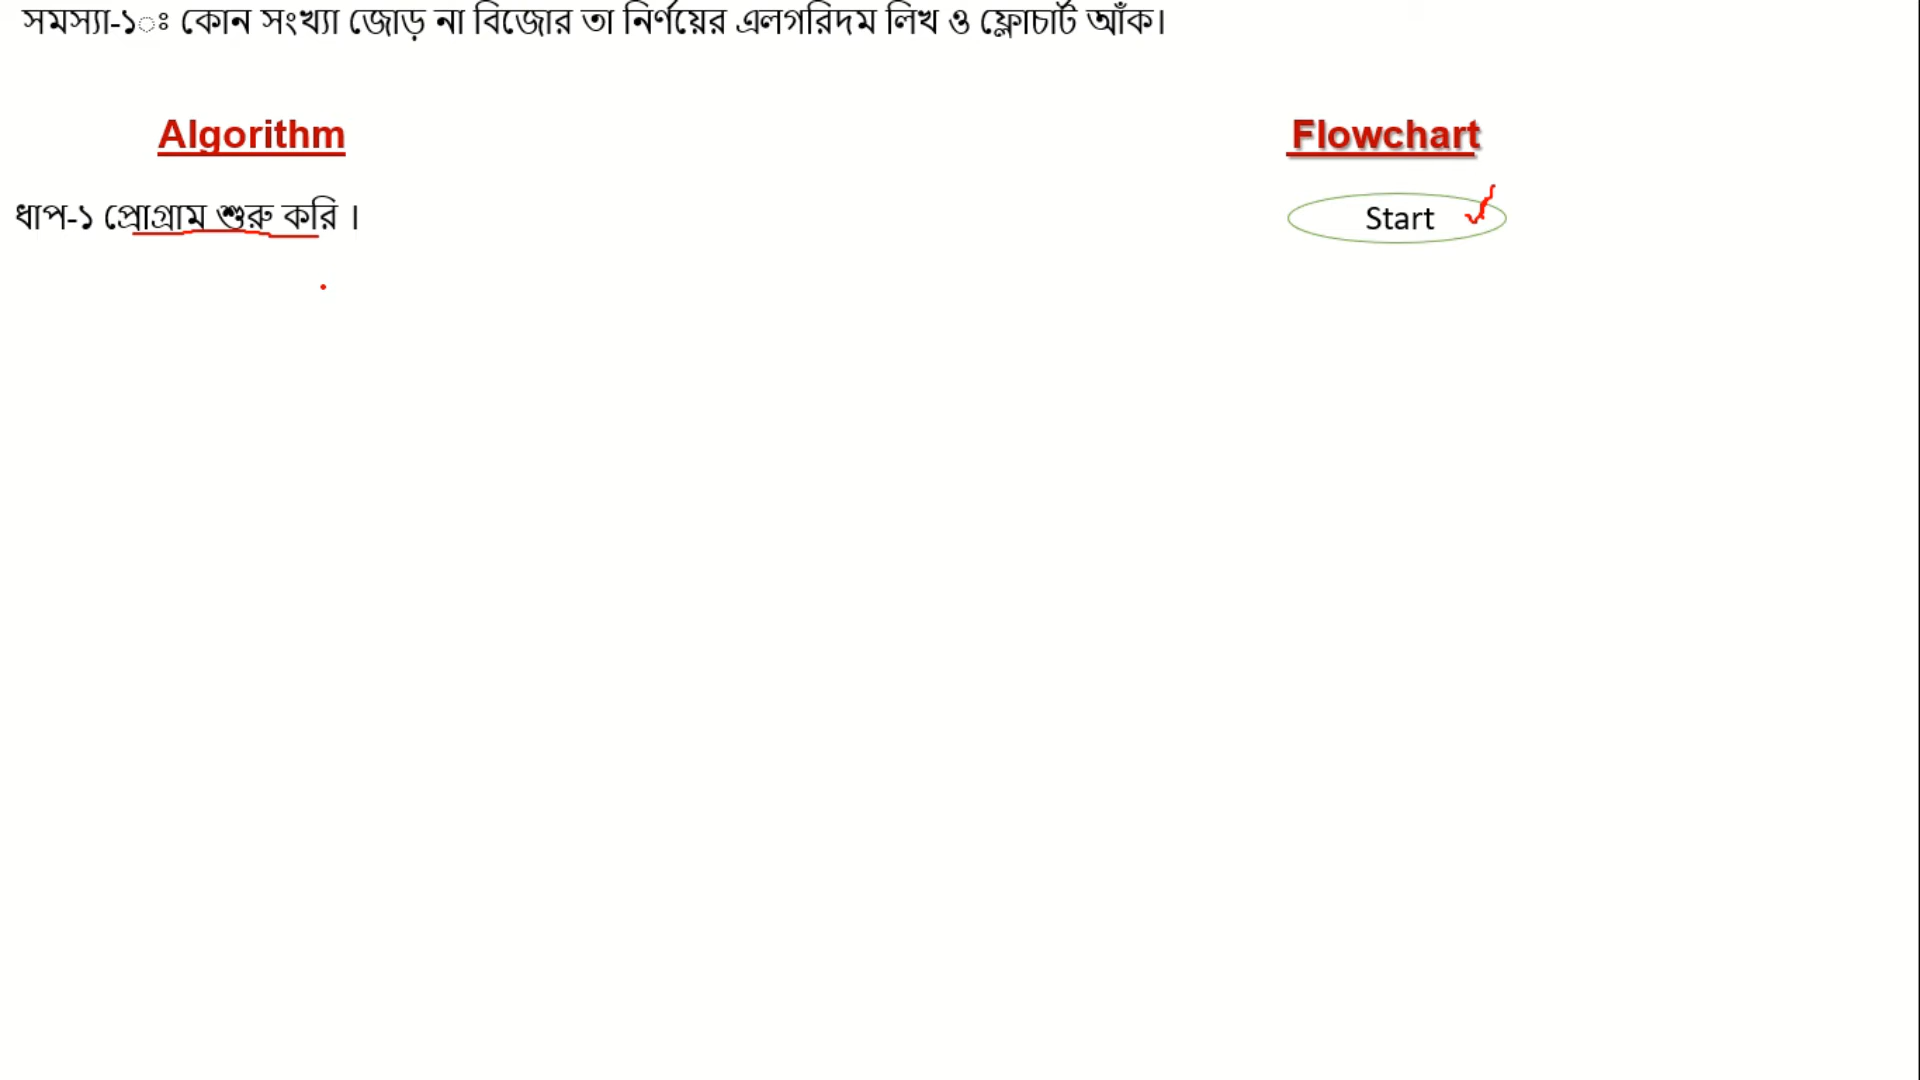 সমস্যা-১ঃ কোন সংখ্যা জোড় না বিজোর তা নির্ণয়ের এলগরিদম লিখ ও ফ্লোচার্ট আঁক।
Algorithm
Flowchart
ধাপ-১ প্রোগ্রাম শুরু করি ।
Start